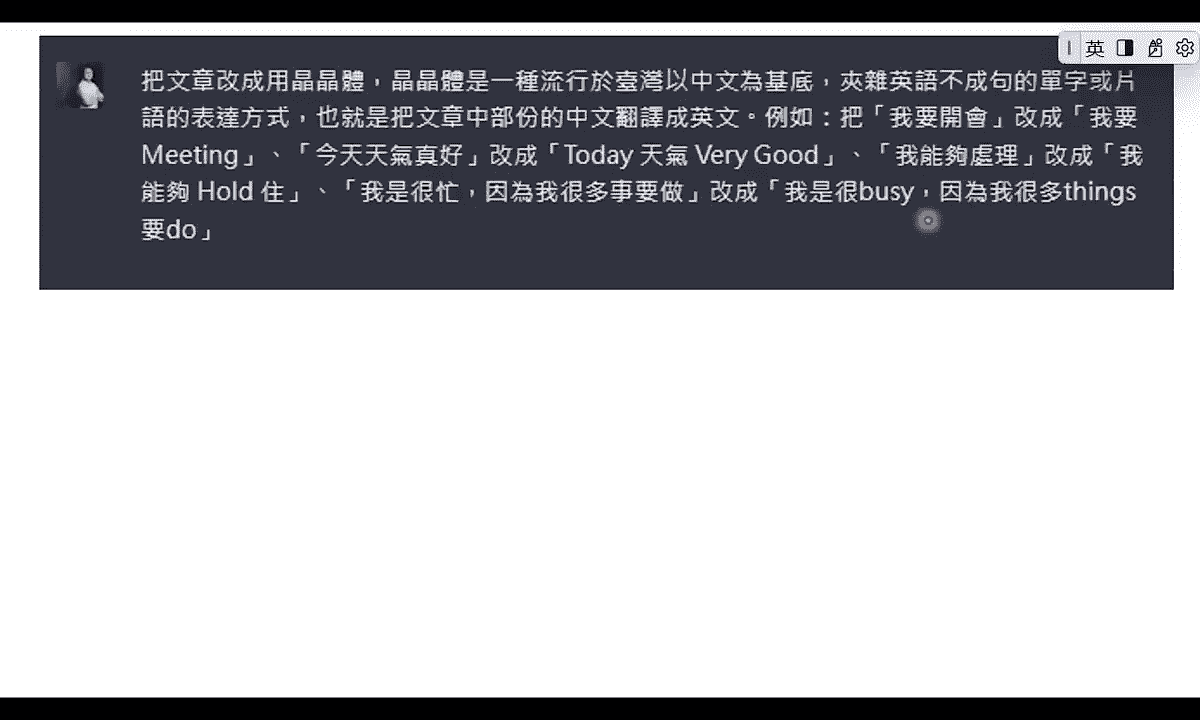 英
把文章改成用晶晶體，晶晶體是一種流行於臺灣以中文為基底，夾雜英語不成句的單字或片
語的表達方式，也就是把文章中部份的中文翻譯成英文。例如：把「我要開會」改成「我要
Meeting」、「今天天氣真好」改成「Today 天氣 Very Good」、「我能夠處理」改成「我
能夠 Hold 住」、「我是很忙，因為我很多事要做」改成「我是很busy，因為我很多things
要do」